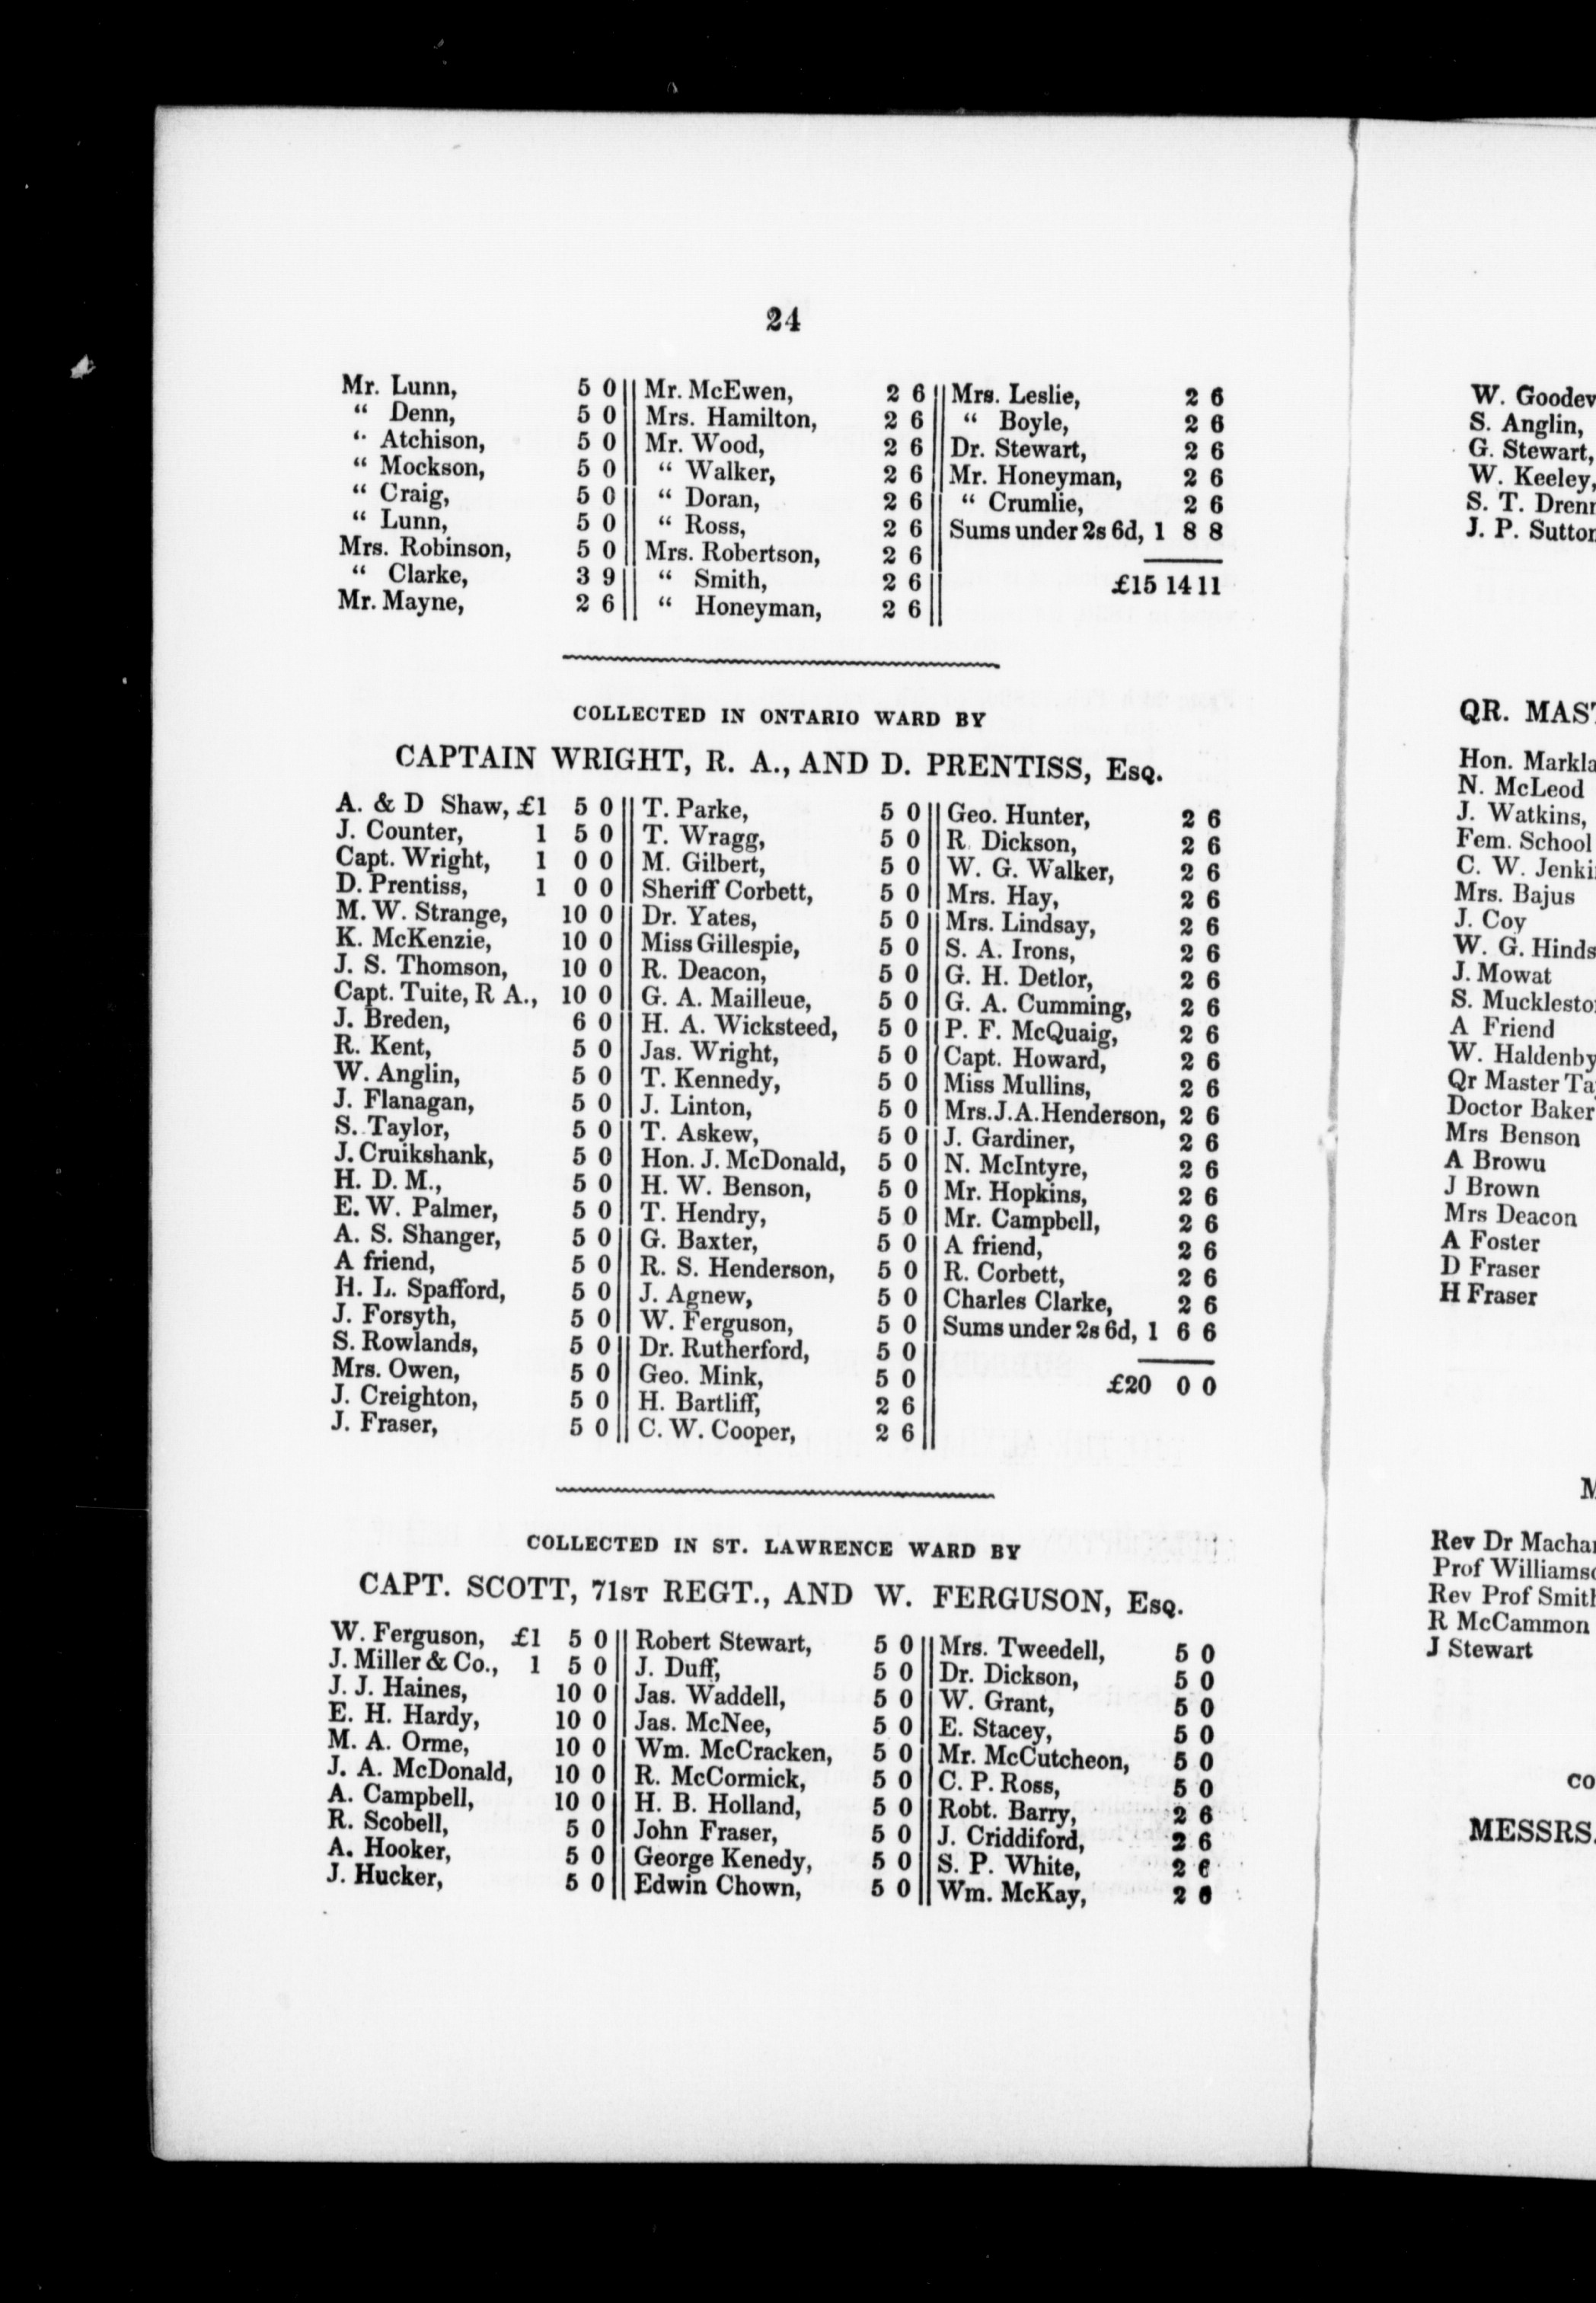 24
Mr. Lunn, 5 0
“ Denn, 5 0
“ Atchison, 5 0
“ Mockson, 5 0
“ Craig, 5 0
“ Lunn, 5 0
Mrs. Robinson, 5 0
“ Clarke, 3 9
Mr. Mayne, 2 6
Mr. McEwen, 2 6
Mrs. Hamilton, 2 6
Mr. Wood, 2 6
“ Walker, 2 6
“ Doran, 2 6
“ Ross, 2 6
Mrs. Robertson, 2 6
“ Smith, 2 6
“ Honeyman, 2 6
Mrs. Leslie, 2 6
“ Boyle, 2 6
Dr. Stewart, 2 6
Mr. Honeyman, 2 6
“ Crumlie, 2 6
Sums under 2s 6d, 1 8 8
£15 14 11
COLLECTED IN ONTARIO WARD BY
CAPTAIN WRIGHT, R. A., AND D. PRENTISS, Esq.
A. & D Shaw, £1 5 0
J. Counter, 1 5 0
Capt. Wright, 1 0 0
D. Prentiss, 1 0 0
M. W. Strange, 10 0
K. McKenzie, 10 0
J. S. Thomson, 10 0
Capt. Tuite, R A., 10 0
J. Breden, 6 0
R. Kent, 5 0
W. Anglin, 5 0
J. Flanagan, 5 0
S. Taylor, 5 0
J. Cruikshank, 5 0
H. D. M., 5 0
E. W. Palmer, 5 0
A. S. Shanger, 5 0
A friend, 5 0
H. L. Spafford, 5 0
J. Forsyth, 5 0
S. Rowlands, 5 0
Mrs. Owen, 5 0
J. Creighton, 5 0
J. Fraser, 5 0
T. Parke, 5 0
T. Wragg, 5 0
M. Gilbert, 5 0
Sheriff Corbett, 5 0
Dr. Yates, 5 0
Miss Gillespie, 5 0
R. Deacon, 5 0
G. A. Mailleue, 5 0
H. A. Wicksteed, 5 0
Jas. Wright, 5 0
T. Kennedy, 5 0
J. Linton, 5 0
T. Askew, 5 0
Hon. J. McDonald, 5 0
H. W. Benson, 5 0
T. Hendry, 5 0
G. Baxter, 5 0
R. S. Henderson, 5 0
J. Agnew, 5 0
W. Ferguson, 5 0
Dr. Rutherford, 5 0
Geo. Mink, 5 0
H. Bartliff, 2 6
C. W. Cooper, 2 6
Geo. Hunter, 2 6
R. Dickson, 2 6
W. G. Walker, 2 6
Mrs. Hay, 2 6
Mrs. Lindsay, 2 6
S. A. Irons, 2 6
G. H. Detlor, 2 6
G. A. Cumming, 2 6
P. F. McQuaig, 2 6
Capt. Howard, 2 6
Miss Mullins, 2 6
Mrs. J. A. Henderson, 2 6
J. Gardiner, 2 6
N. McIntyre, 2 6
Mr. Hopkins, 2 6
Mr. Campbell, 2 6
A friend, 2 6
R. Corbett, 2 6
Charles Clarke, 2 6
Sums under 2s 6d, 1 6 6
£20 0 0
COLLECTED IN ST. LAWRENCE WARD BY
CAPT. SCOTT, 71ST REGT., AND W. FERGUSON, Esq.
W. Ferguson, £1 5 0
J. Miller & Co., 1 5 0
J. J. Haines, 10 0
E. H. Hardy, 10 0
M. A. Orme, 10 0
J. A. McDonald, 10 0
A. Campbell, 10 0
R. Scobell, 5 0
A. Hooker, 5 0
J. Hucker, 5 0
Robert Stewart, 5 0
J. Duff, 5 0
Jas. Waddell, 5 0
Jas. McNee, 5 0
Wm. McCracken, 5 0
R. McCormick, 5 0
H. B. Holland, 5 0
John Fraser, 5 0
George Kenedy, 5 0
Edwin Chown, 5 0
Mrs. Tweedell, 5 0
Dr. Dickson, 5 0
W. Grant, 5 0
E. Stacey, 5 0
Mr. McCutcheon, 5 0
C. P. Ross, 5 0
Robt. Barry, 2 6
J. Criddiford, 2 6
S. P. White, 2 6
Wm. McKay, 2 6
W. Goodev
S. Anglin,
G. Stewart,
W. Keeley,
S. T. Drenn
J. P. Sutton
QR. MAST
Hon. Markla
N. McLeod
J. Watkins,
Fem. School
C. W. Jenki
Mrs. Bajus
J. Coy
W. G. Hinds
J. Mowat
S. Muckleston
A Friend
W. Haldenby
Qr Master Ta
Doctor Baker
Mrs Benson
A Browu
J Brown
Mrs Deacon
A Foster
D Fraser
H Fraser
M
Rev Dr Machar
Prof Williamso
Rev Prof Smith
R McCammon
J Stewart
CO
MESSRS.